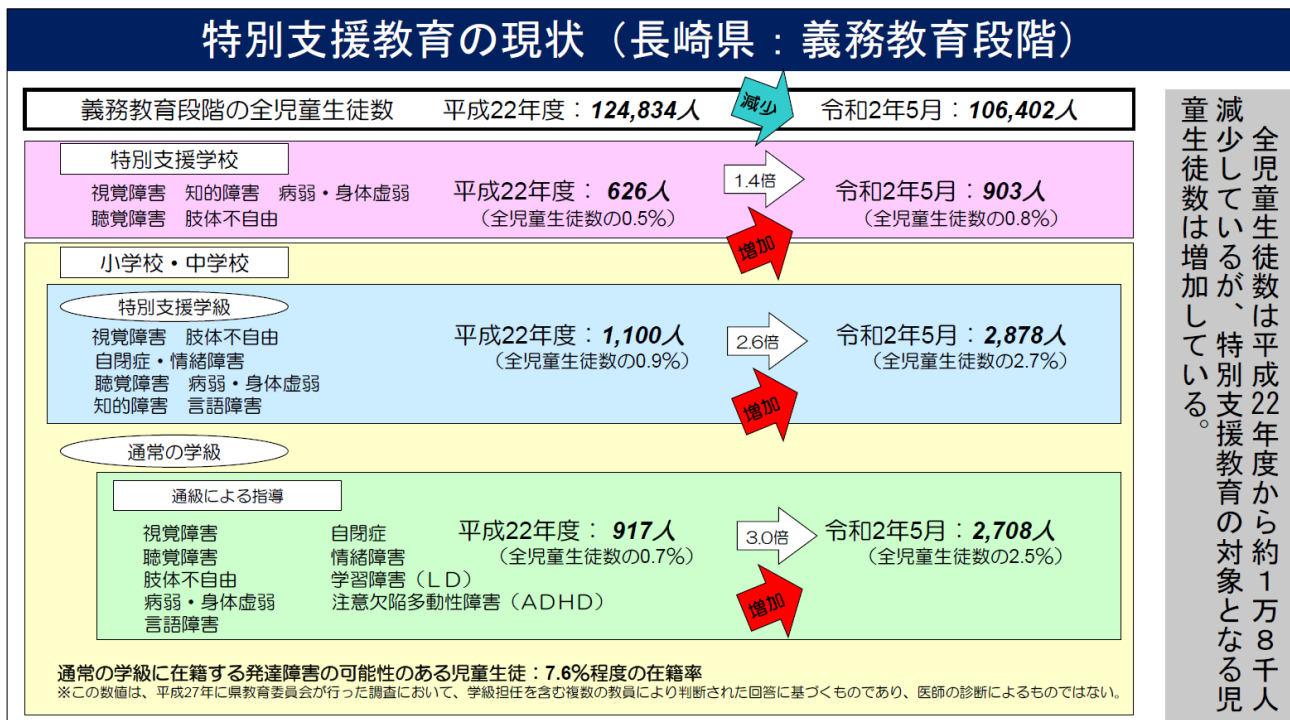 特別支援教育の現状（長崎県：義務教育段階）
義務教育段階の全児童生徒数　平成22年度：124,834人　減少　令和2年5月：106,402人
特別支援学校
視覚障害　知的障害　病弱・身体虚弱
聴覚障害　肢体不自由
平成22年度：626人
（全児童生徒数の0.5%）
1.4倍
増加
令和2年5月：903人
（全児童生徒数の0.8%）
小学校・中学校
特別支援学級
視覚障害　肢体不自由
自閉症・情緒障害
聴覚障害　病弱・身体虚弱
知的障害　言語障害
平成22年度：1,100人
（全児童生徒数の0.9%）
2.6倍
増加
令和2年5月：2,878人
（全児童生徒数の2.7%）
通常の学級
通級による指導
視覚障害　自閉症
聴覚障害　情緒障害
肢体不自由　学習障害（ＬＤ）
病弱・身体虚弱　注意欠陥多動性障害（ADHD）
言語障害
平成22年度：917人
（全児童生徒数の0.7%）
3.0倍
増加
令和2年5月：2,708人
（全児童生徒数の2.5%）
通常の学級に在籍する発達障害の可能性のある児童生徒：7.6%程度の在籍率
※この数値は、平成27年に県教育委員会が行った調査において、学級担任を含む複数の教員により判断された回答に基づくものであり、医師の診断によるものではない。
全児童生徒数は平成22年度から約１万８千人
減少しているが、特別支援教育の対象となる児
童生徒数は増加している。